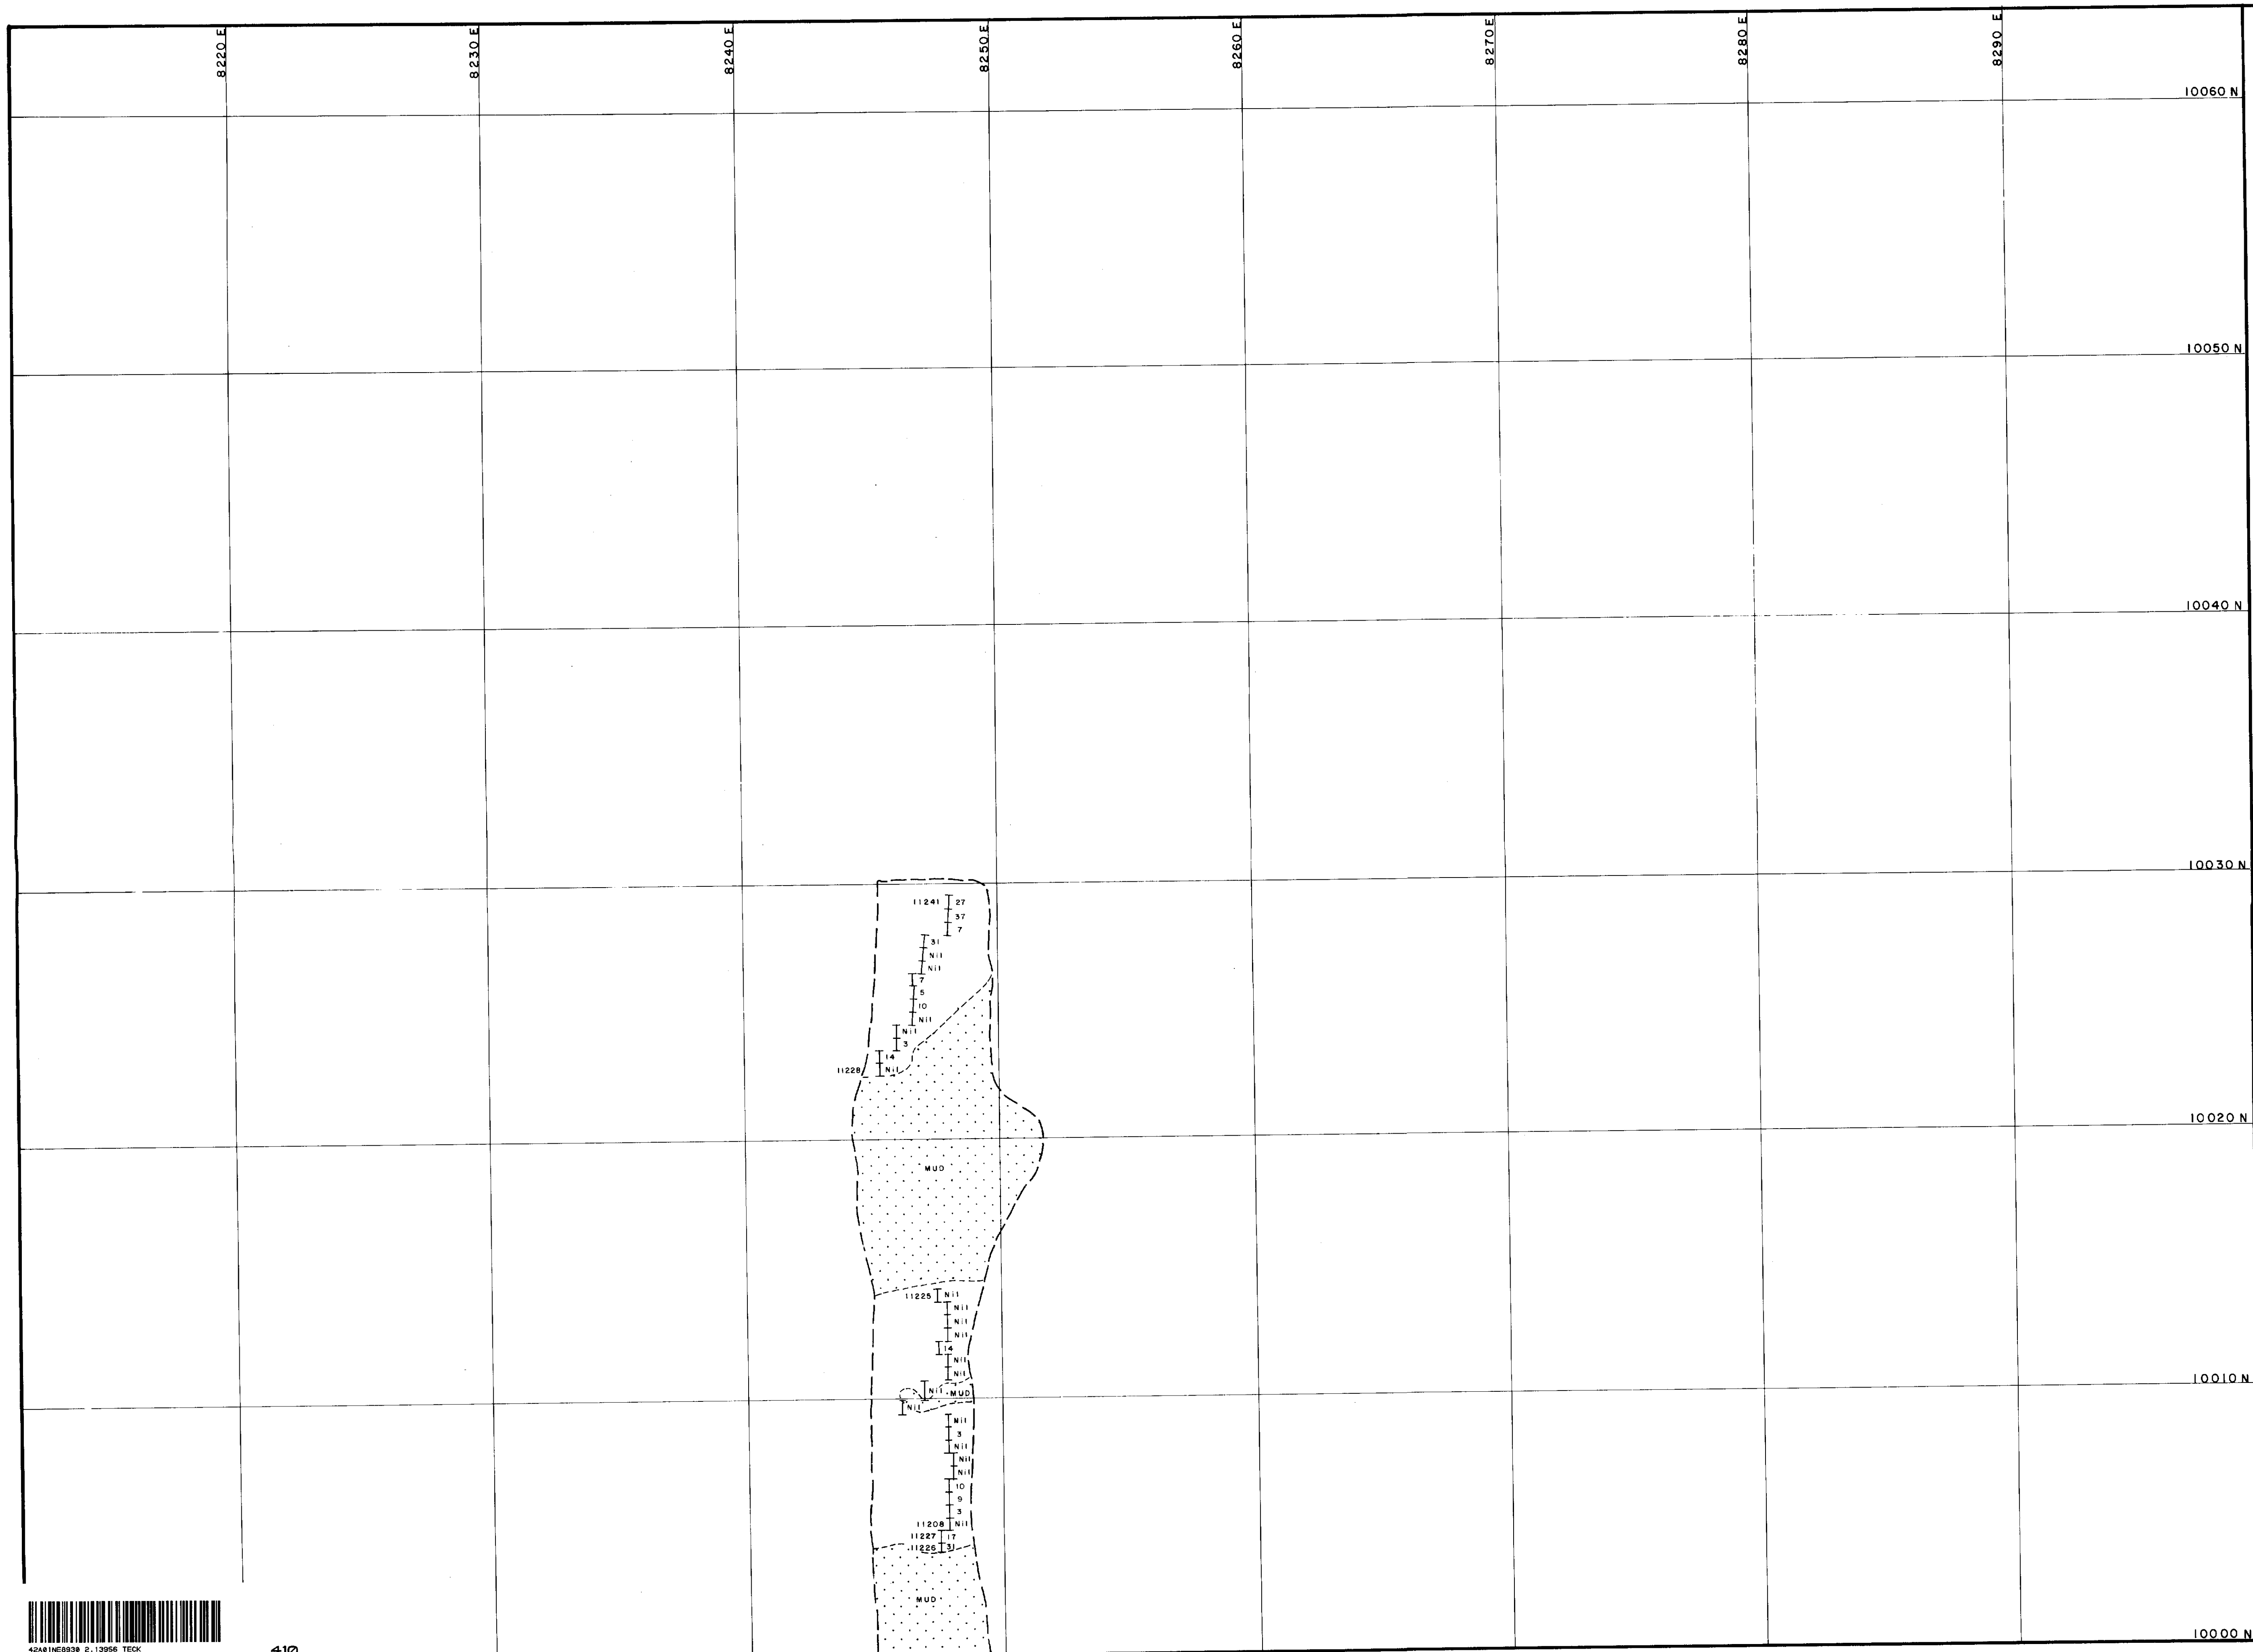 8220 E 8230 E 8240 E 8250 E 8260 E 8270 E 8280 E 8290 E
10060 N
10050 N
10040 N
10030 N
11241 27
37
7
31
Nil
Nil
7
5
10
Nil
Nil
3
14
11228 Nil
10020 N
MUD
11225 Nil
Nil
Nil
Nil
14
Nil
Nil
10010 N
Nil MUD
Nil
Nil
3
Nil
Nil
Nil
10
9
3
11208 Nil
11227 17
11226 31
MUD
10000 N
42A01NE8930 2.13956 TECK
410